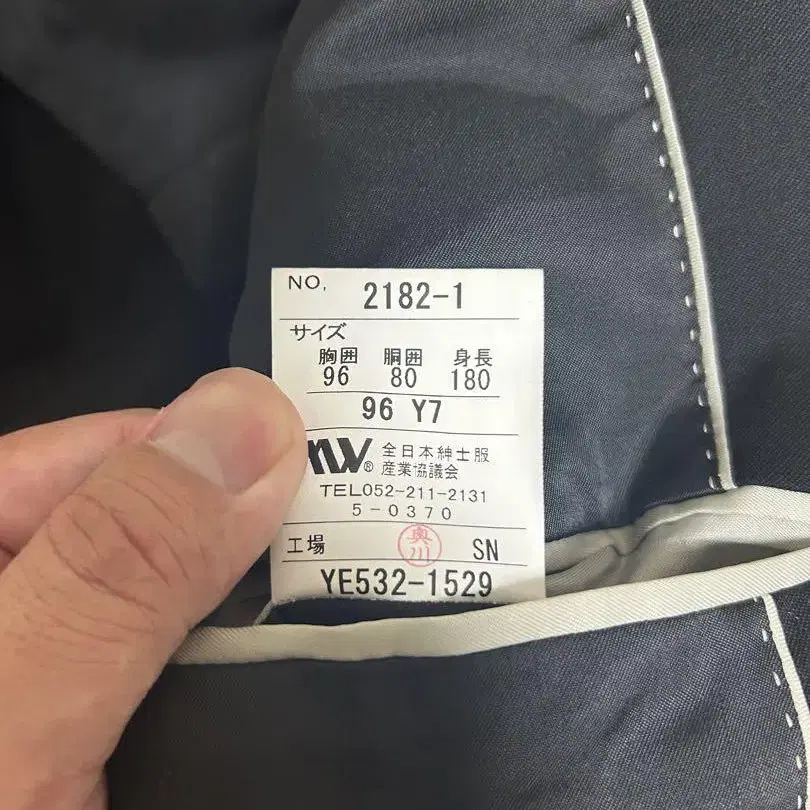 NO. 2182-1
サイズ
胸囲 胴囲 身長
96 80 180
96 Y7
® 全日本紳士服
産業協議会
TEL052-211-2131
5-0370
工場 奥川 SN
YE532-1529